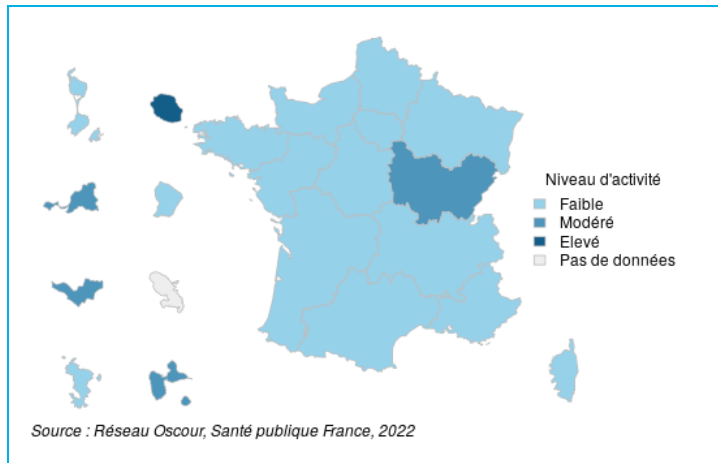 Niveau d'activité
Faible
Modéré
Elevé
Pas de données
Source : Réseau Oscour, Santé publique France, 2022